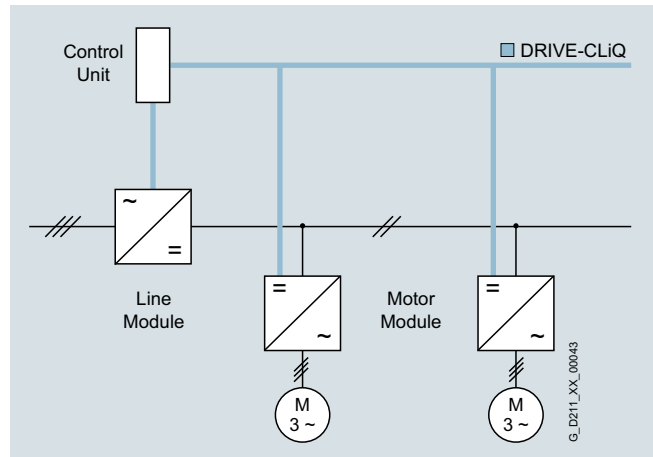 Control
Unit
DRIVE-CLiQ
~
=
Line
Module
=
~
Motor
Module
=
~
M
3 ~
M
3 ~
G_D211_XX_00043